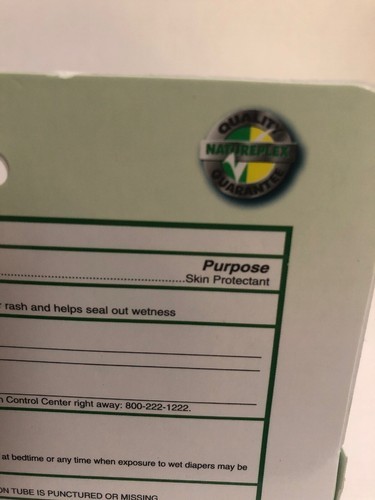 QUALITY
NATUREPLEX
GUARANTEE
Purpose
Skin Protectant
rash and helps seal out wetness
Control Center right away: 800-222-1222.
at bedtime or any time when exposure to wet diapers may be
ON TUBE IS PUNCTURED OR MISSING